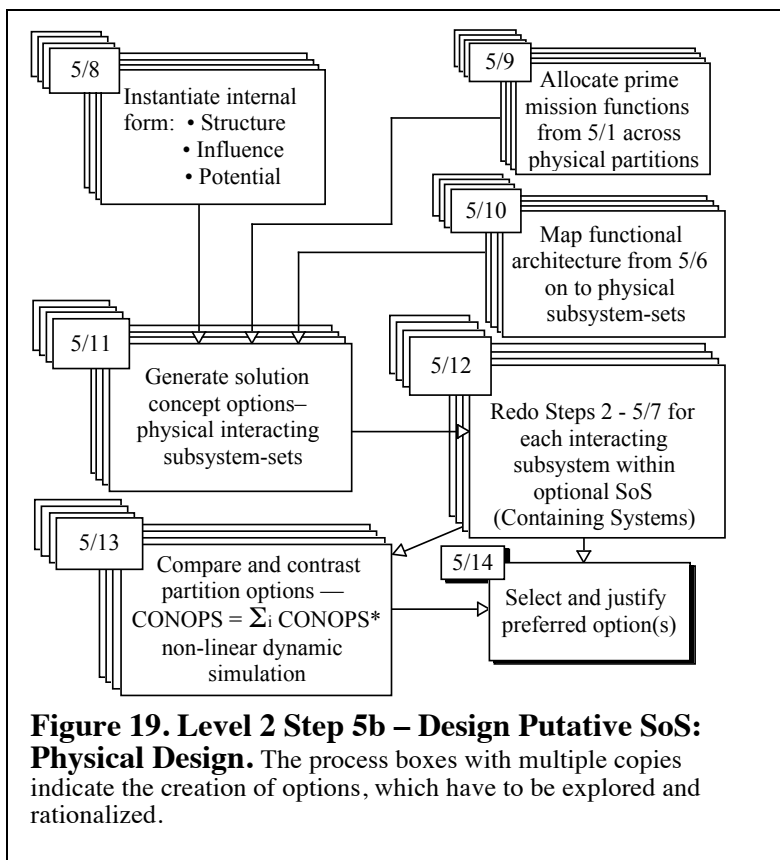 5/8
Instantiate internal
form: • Structure
• Influence
• Potential
5/9
Allocate prime
mission functions
from 5/1 across
physical partitions
5/10
Map functional
architecture from 5/6
on to physical
subsystem-sets
5/11
Generate solution
concept options–
physical interacting
subsystem-sets
5/12
Redo Steps 2 - 5/7 for
each interacting
subsystem within
optional SoS
(Containing Systems)
5/13
Compare and contrast
partition options —
CONOPS = Σi CONOPS*
non-linear dynamic
simulation
5/14
Select and justify
preferred option(s)
Figure 19. Level 2 Step 5b – Design Putative SoS:
Physical Design. The process boxes with multiple copies
indicate the creation of options, which have to be explored and
rationalized.